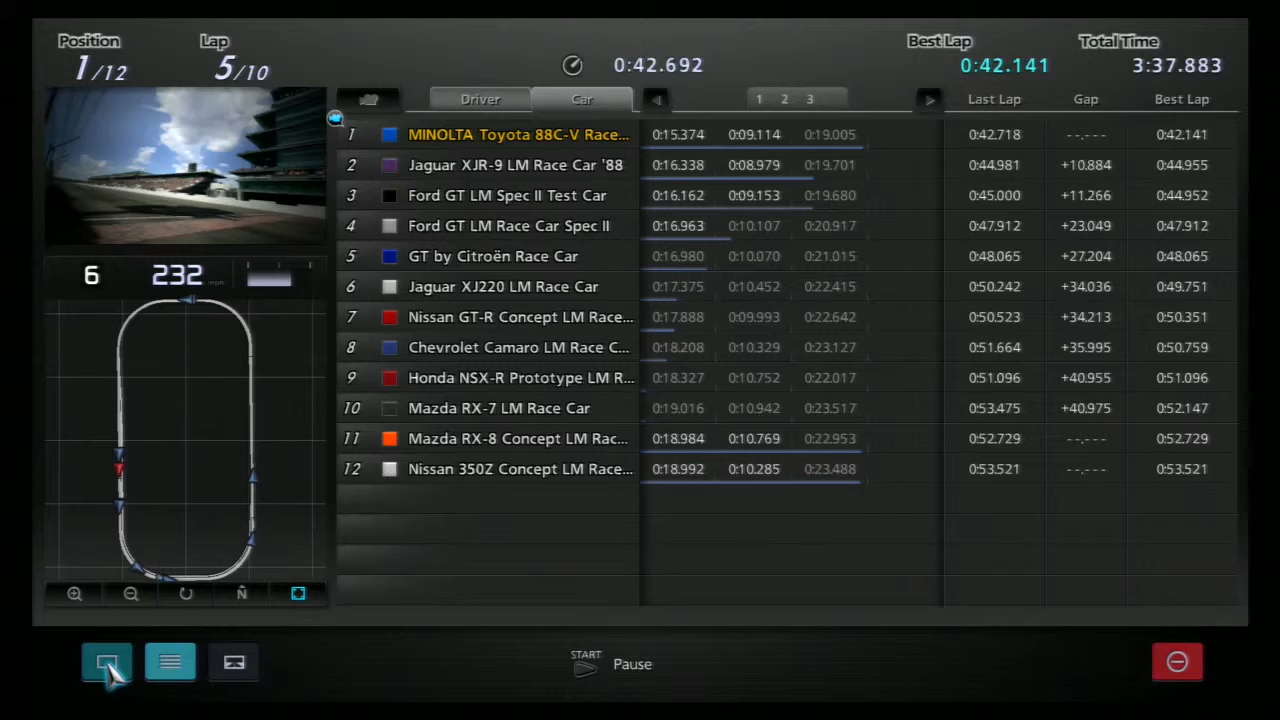 Position Lap Best Lap Total Time
1/12 5/10 0:42.692 0:42.141 3:37.883
Driver Car 1 2 3 Last Lap Gap Best Lap
1 MINOLTA Toyota 88C-V Race... 0:15.374 0:09.114 0:19.005 0:42.718 --.--- 0:42.141
2 Jaguar XJR-9 LM Race Car '88 0:16.338 0:08.979 0:19.701 0:44.981 +10.884 0:44.955
3 Ford GT LM Spec II Test Car 0:16.162 0:09.153 0:19.680 0:45.000 +11.266 0:44.952
4 Ford GT LM Race Car Spec II 0:16.963 0:10.107 0:20.917 0:47.912 +23.049 0:47.912
5 GT by Citroën Race Car 0:16.980 0:10.070 0:21.015 0:48.065 +27.204 0:48.065
6 Jaguar XJ220 LM Race Car 0:17.375 0:10.452 0:22.415 0:50.242 +34.036 0:49.751
7 Nissan GT-R Concept LM Race... 0:17.888 0:09.993 0:22.642 0:50.523 +34.213 0:50.351
8 Chevrolet Camaro LM Race C... 0:18.208 0:10.329 0:23.127 0:51.664 +35.995 0:50.759
9 Honda NSX-R Prototype LM R... 0:18.327 0:10.752 0:22.017 0:51.096 +40.955 0:51.096
10 Mazda RX-7 LM Race Car 0:19.016 0:10.942 0:23.517 0:53.475 +40.975 0:52.147
11 Mazda RX-8 Concept LM Rac... 0:18.984 0:10.769 0:22.953 0:52.729 --.--- 0:52.729
12 Nissan 350Z Concept LM Race... 0:18.992 0:10.285 0:23.488 0:53.521 --.--- 0:53.521
6 232 mph
N
START
Pause